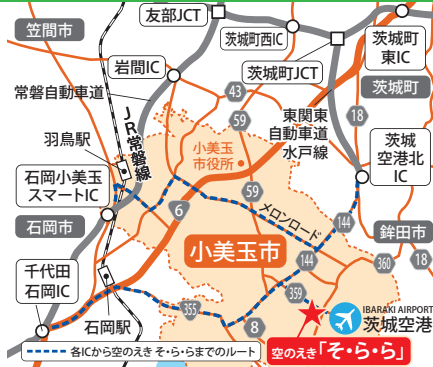 友部JCT
笠間市
茨城町西IC
茨城町
東IC
岩間IC
茨城町JCT
常磐自動車道
43
茨城町
JR常磐線
59
東関東
自動車道
水戸線
18
羽鳥駅
小美玉
市役所
茨城
空港北
IC
石岡小美玉
スマートIC
59
メロンロード
6
144
石岡市
鉾田市
小美玉市
144
360
18
千代田
石岡IC
359
IBARAKI AIRPORT
茨城空港
石岡駅
355
8
各ICから空のえき そ・ら・らまでのルート
空のえき「そ・ら・ら」